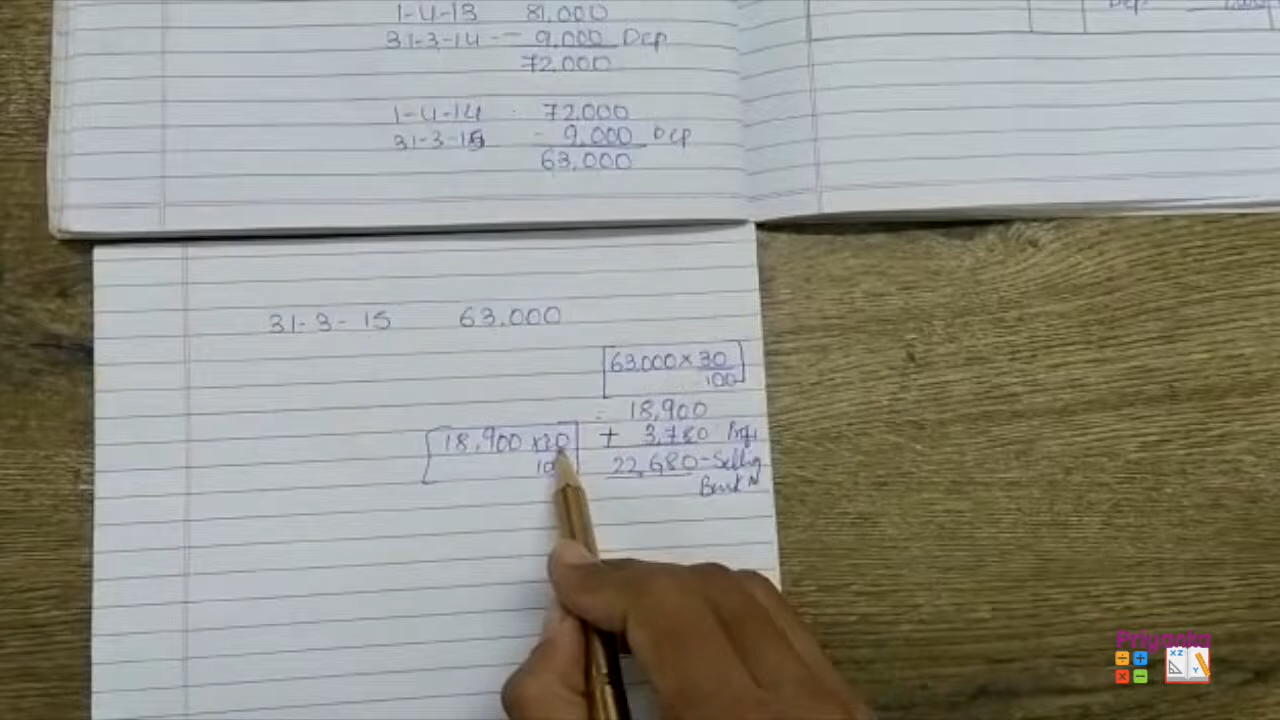 1-4-13 81,000
31-3-14 - 9,000 Dep
72,000
1-4-14 72,000
31-3-15 - 9,000 Dep
63,000
31-3-15 63,000
[63,000 × 30/100]
= 18,900
[18,900 × 20/100] + 3,780
22,680 - Selling
Priyanka